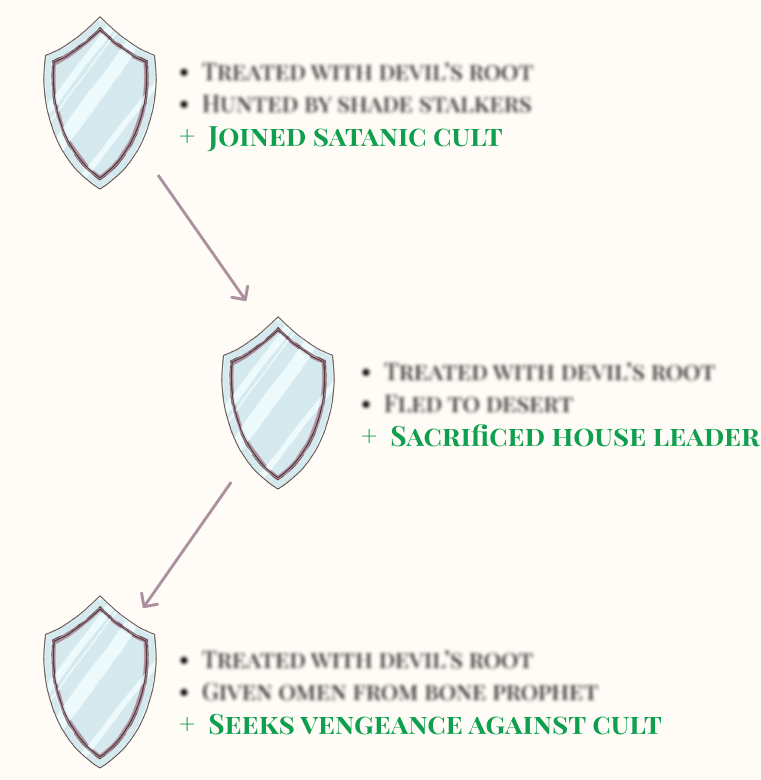 • Treated with devil's root
• Hunted by shade stalkers
+ Joined satanic cult
• Treated with devil's root
• Fled to desert
+ Sacrificed house leader
• Treated with devil's root
• Given omen from bone prophet
+ Seeks vengeance against cult